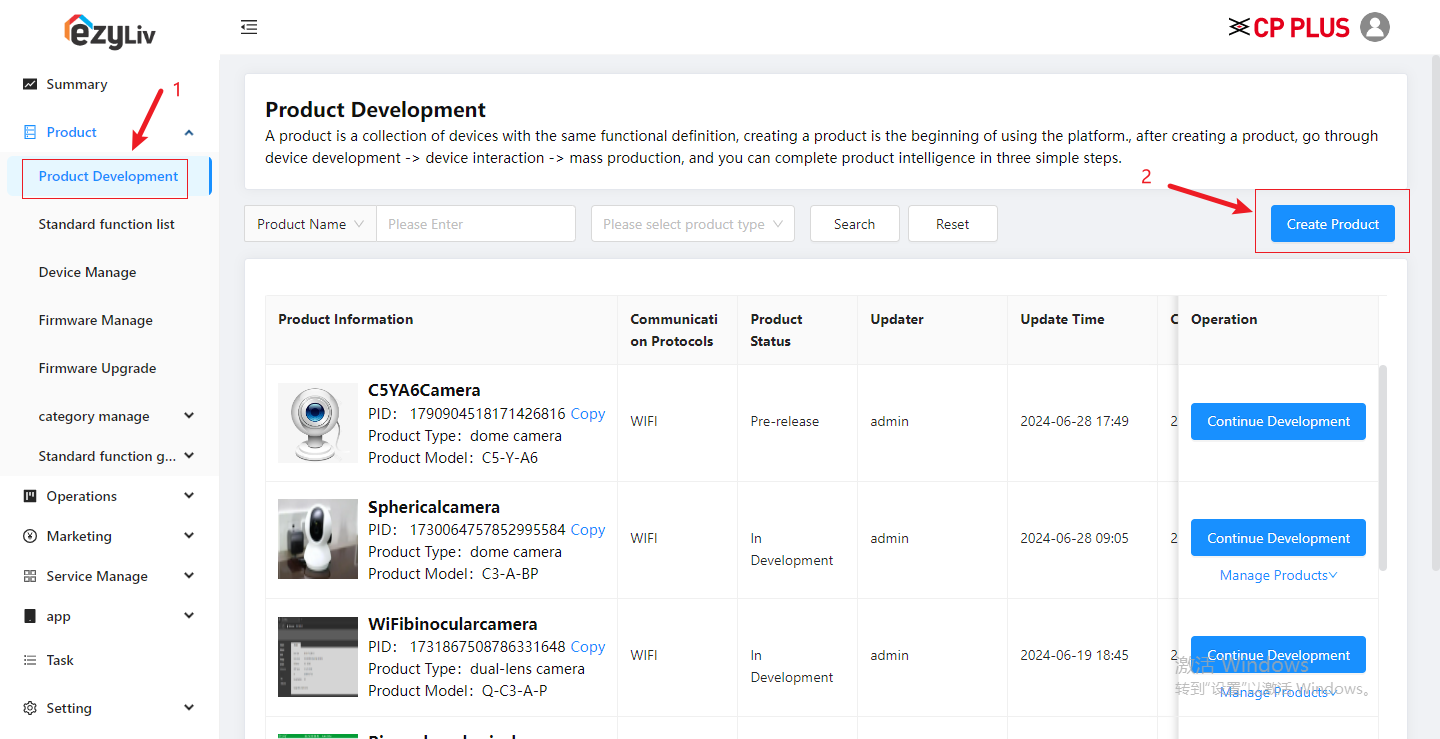 ezyLiv
CP PLUS
Summary
1
Product
Product Development
Standard function list
Device Manage
Firmware Manage
Firmware Upgrade
category manage
Standard function g...
Operations
Marketing
Service Manage
app
Task
Setting
Product Development
A product is a collection of devices with the same functional definition, creating a product is the beginning of using the platform., after creating a product, go through
device development -> device interaction -> mass production, and you can complete product intelligence in three simple steps.
2
Product Name Please Enter Please select product type Search Reset Create Product
Product Information
Communicati
on Protocols
Product
Status
Updater
Update Time
C
Operation
C5YA6Camera
PID： 1790904518171426816 Copy
Product Type：dome camera
Product Model：C5-Y-A6
WIFI
Pre-release
admin
2024-06-28 17:49
2
Continue Development
Sphericalcamera
PID： 1730064757852995584 Copy
Product Type：dome camera
Product Model：C3-A-BP
WIFI
In
Development
admin
2024-06-28 09:05
2
Continue Development
Manage Products
WiFibinocularcamera
PID： 1731867508786331648 Copy
Product Type：dual-lens camera
Product Model：Q-C3-A-P
WIFI
In
Development
admin
2024-06-19 18:45
2
Continue Development
Manage Products
激活 Windows
转到"设置"以激活 Windows。